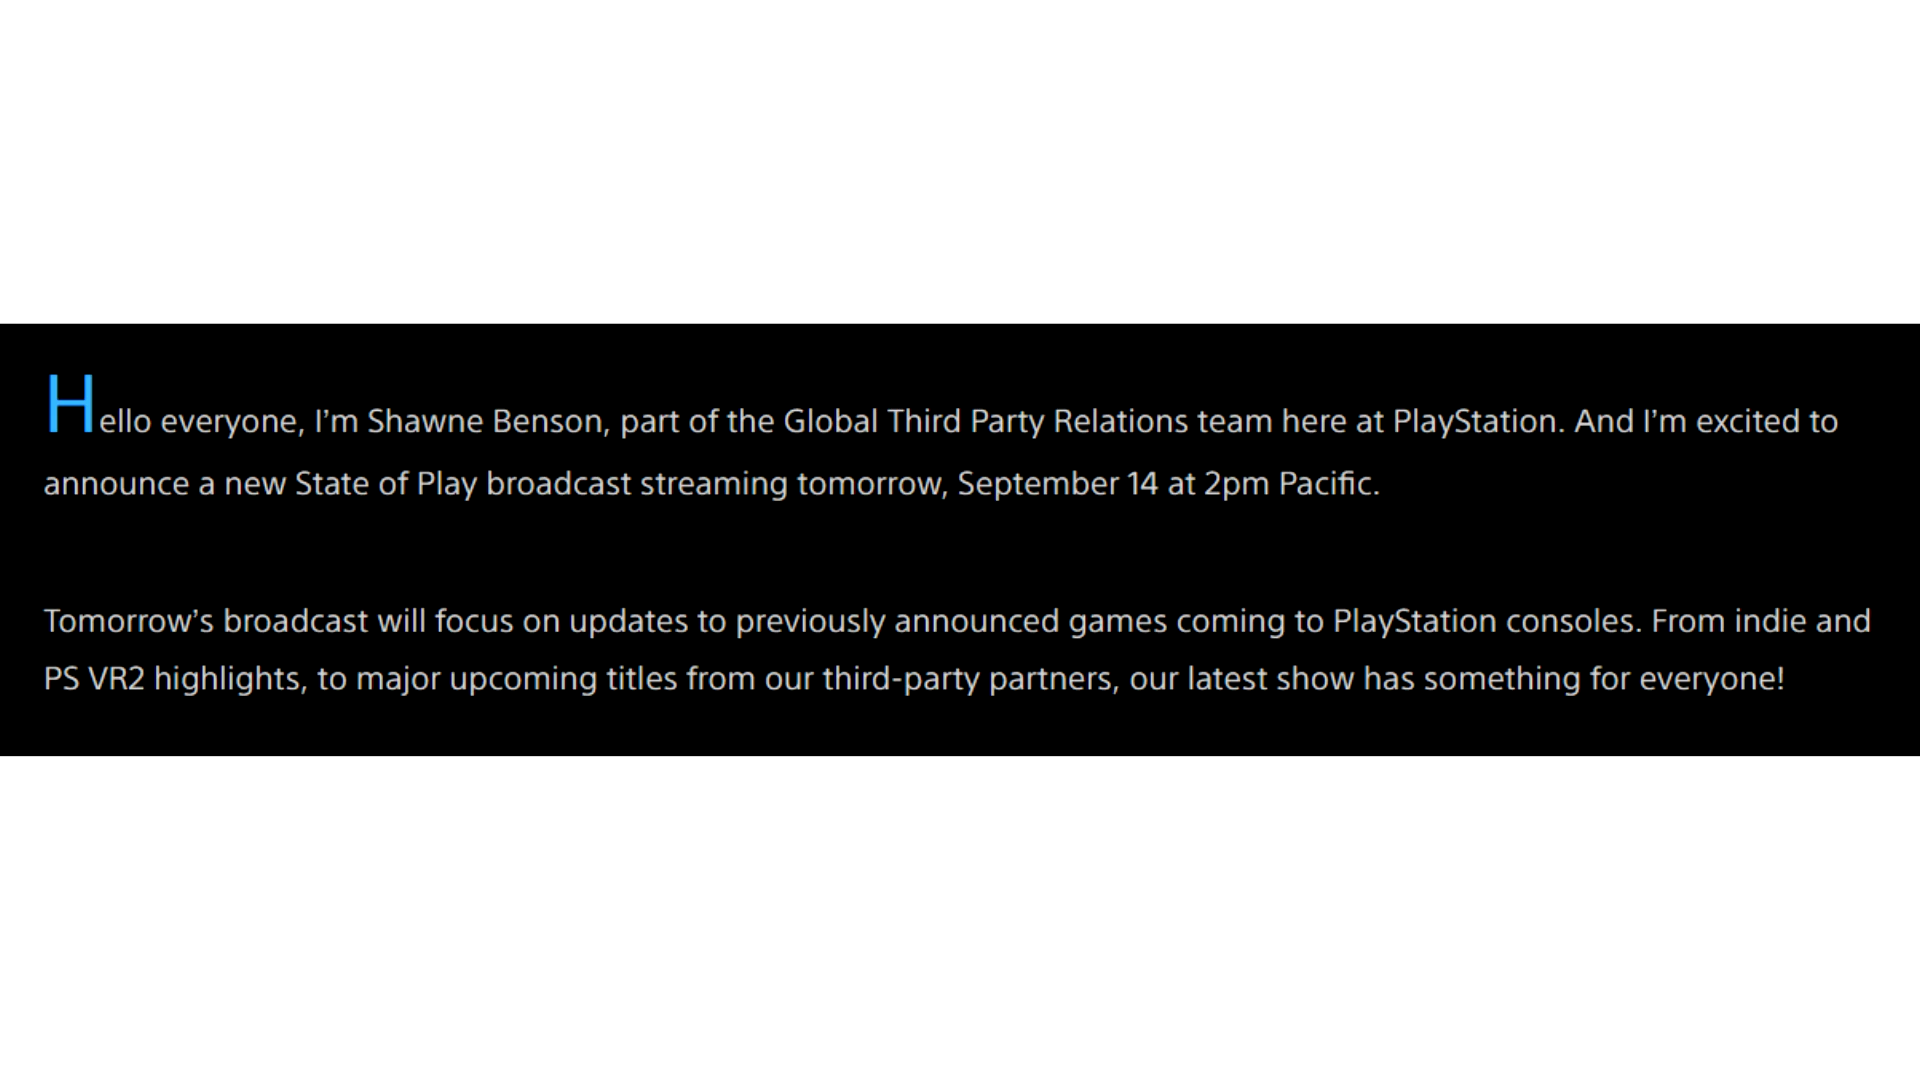 Hello everyone, I’m Shawne Benson, part of the Global Third Party Relations team here at PlayStation. And I’m excited to
announce a new State of Play broadcast streaming tomorrow, September 14 at 2pm Pacific.
Tomorrow’s broadcast will focus on updates to previously announced games coming to PlayStation consoles. From indie and
PS VR2 highlights, to major upcoming titles from our third-party partners, our latest show has something for everyone!